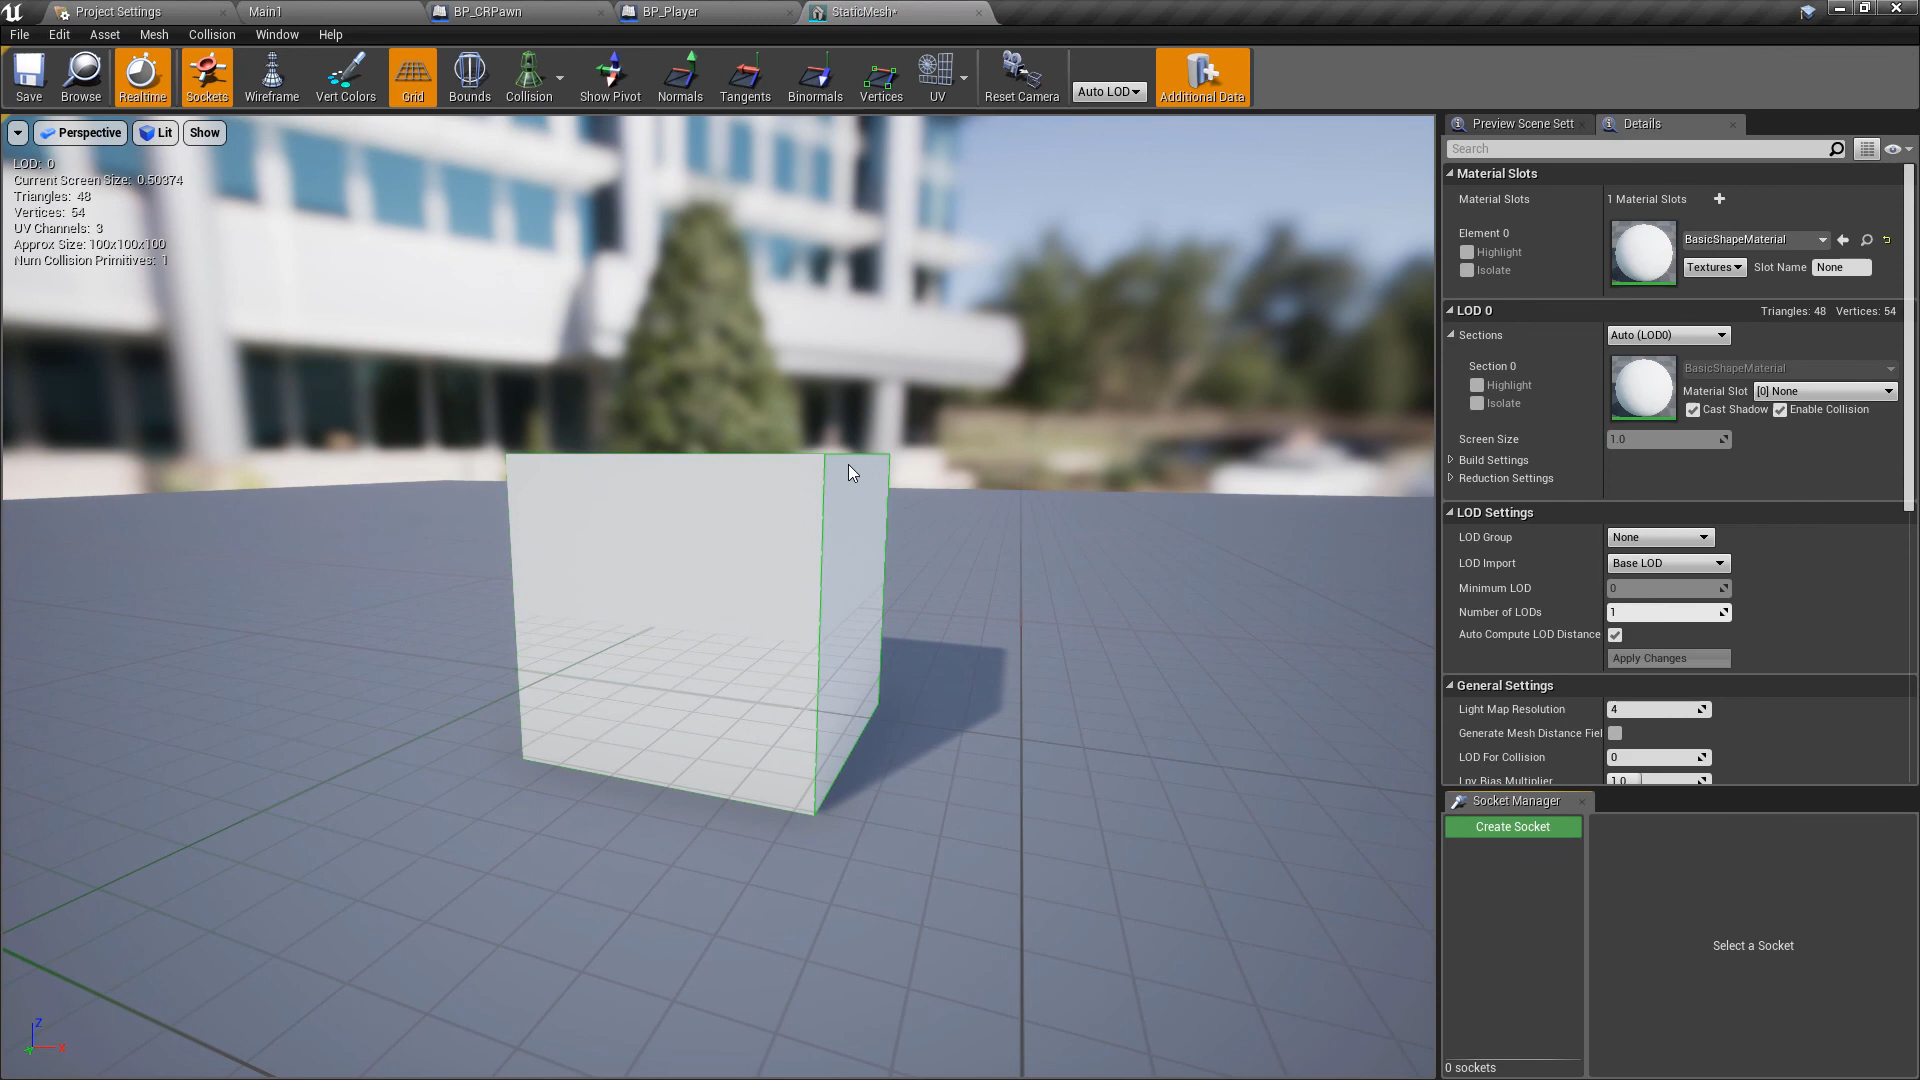 Project Settings
Main1
BP_CRPawn
BP_Player
StaticMesh*
File Edit Asset Mesh Collision Window Help
Save Browse Realtime Sockets Wireframe Vert Colors Grid Bounds Collision Show Pivot Normals Tangents Binormals Vertices UV Reset Camera Auto LOD Additional Data
Perspective Lit Show
LOD: 0
Current Screen Size: 0.50374
Triangles: 48
Vertices: 54
UV Channels: 3
Approx Size: 100x100x100
Num Collision Primitives: 1
Z
X
Preview Scene Sett
Details
Search
Material Slots
Material Slots 1 Material Slots
Element 0
Highlight
Isolate
BasicShapeMaterial
Textures Slot Name None
LOD 0 Triangles: 48 Vertices: 54
Sections Auto (LOD0)
Section 0
Highlight
Isolate
BasicShapeMaterial
Material Slot [0] None
Cast Shadow Enable Collision
Screen Size 1.0
Build Settings
Reduction Settings
LOD Settings
LOD Group None
LOD Import Base LOD
Minimum LOD 0
Number of LODs 1
Auto Compute LOD Distance
Apply Changes
General Settings
Light Map Resolution 4
Generate Mesh Distance Fiel
LOD For Collision 0
Lpv Bias Multiplier 1.0
Socket Manager
Create Socket
Select a Socket
0 sockets